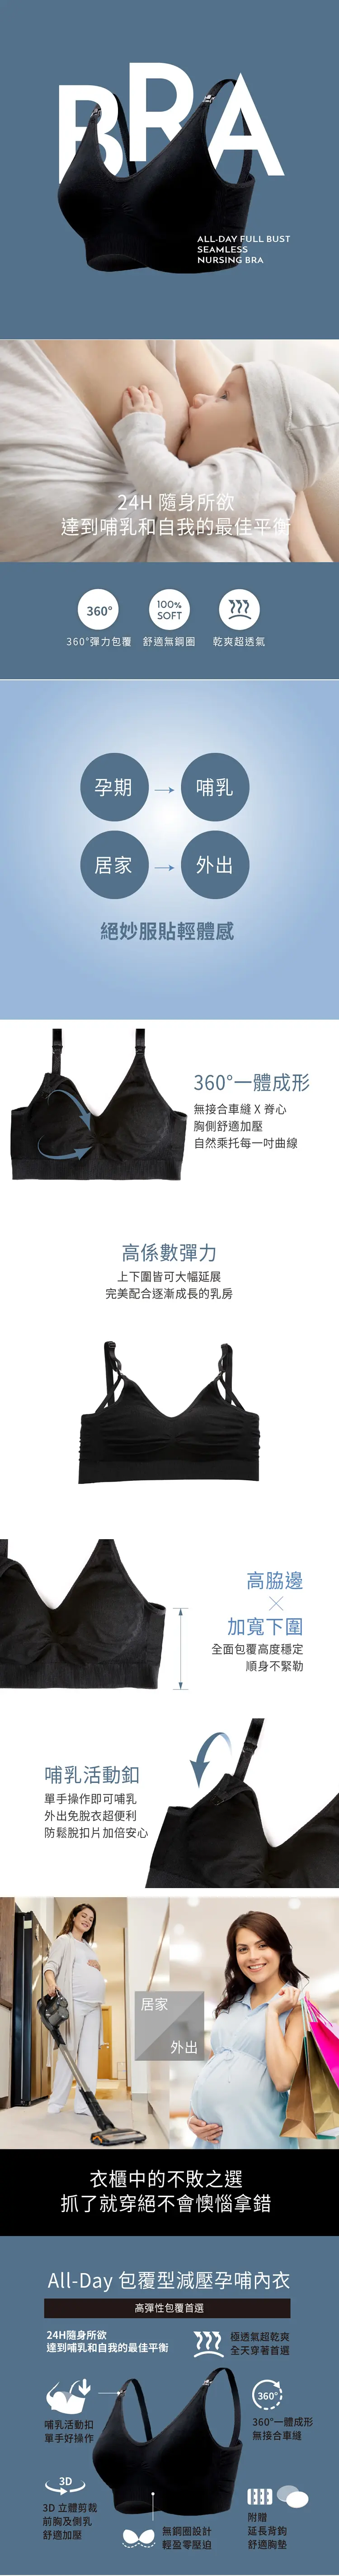 BRA
ALL-DAY FULL BUST
SEAMLESS
NURSING BRA
24H 隨身所欲
達到哺乳和自我的最佳平衡
360°
100%
SOFT
360°彈力包覆
舒適無鋼圈
乾爽超透氣
孕期
哺乳
居家
外出
絕妙服貼輕體感
360°一體成形
無接合車縫 X 脊心
胸側舒適加壓
自然乘托每一吋曲線
高係數彈力
上下圍皆可大幅延展
完美配合逐漸成長的乳房
高脇邊
×
加寬下圍
全面包覆高度穩定
順身不緊勒
哺乳活動釦
單手操作即可哺乳
外出免脫衣超便利
防鬆脫扣片加倍安心
居家
外出
衣櫃中的不敗之選
抓了就穿絕不會懊惱拿錯
All-Day 包覆型減壓孕哺內衣
高彈性包覆首選
24H隨身所欲
達到哺乳和自我的最佳平衡
極透氣超乾爽
全天穿著首選
哺乳活動扣
單手好操作
360°
360°一體成形
無接合車縫
3D
3D 立體剪裁
前胸及側乳
舒適加壓
無鋼圈設計
輕盈零壓迫
附贈
延長背鉤
舒適胸墊